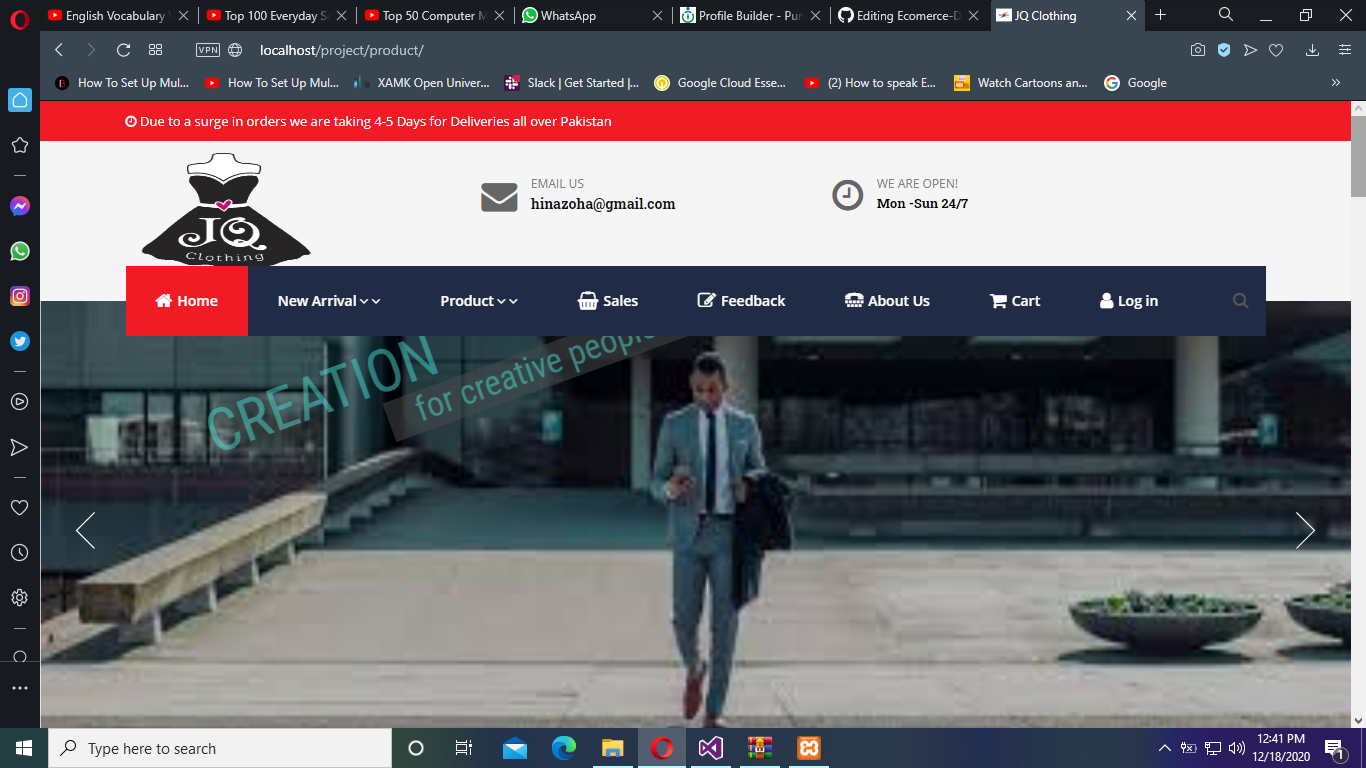 English Vocabulary
Top 100 Everyday S
Top 50 Computer M
WhatsApp
Profile Builder - Pur
Editing Ecomerce-D
JQ Clothing
VPN
localhost/project/product/
How To Set Up Mul...
How To Set Up Mul...
XAMK Open Univer...
Slack | Get Started |...
Google Cloud Esse...
(2) How to speak E...
Watch Cartoons an...
Google
Due to a surge in orders we are taking 4-5 Days for Deliveries all over Pakistan
JQ
Clothing
EMAIL US
hinazoha@gmail.com
WE ARE OPEN!
Mon -Sun 24/7
Home
New Arrival
Product
Sales
Feedback
About Us
Cart
Log in
CREATION
for creative people
Type here to search
12:41 PM
12/18/2020
1